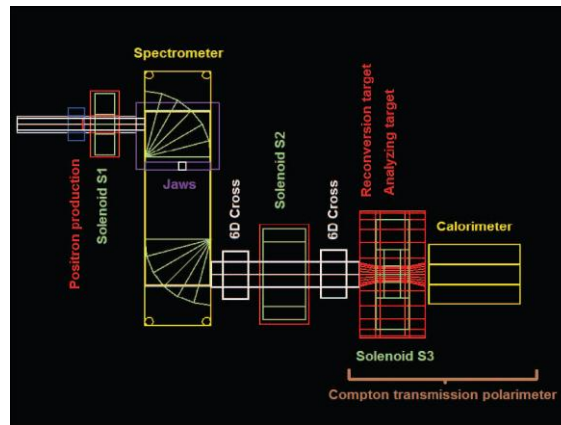 Spectrometer
Positron production
Solenoid S1
Jaws
6D Cross
Solenoid S2
6D Cross
Reconversion target
Analyzing target
Calorimeter
Solenoid S3
Compton transmission polarimeter